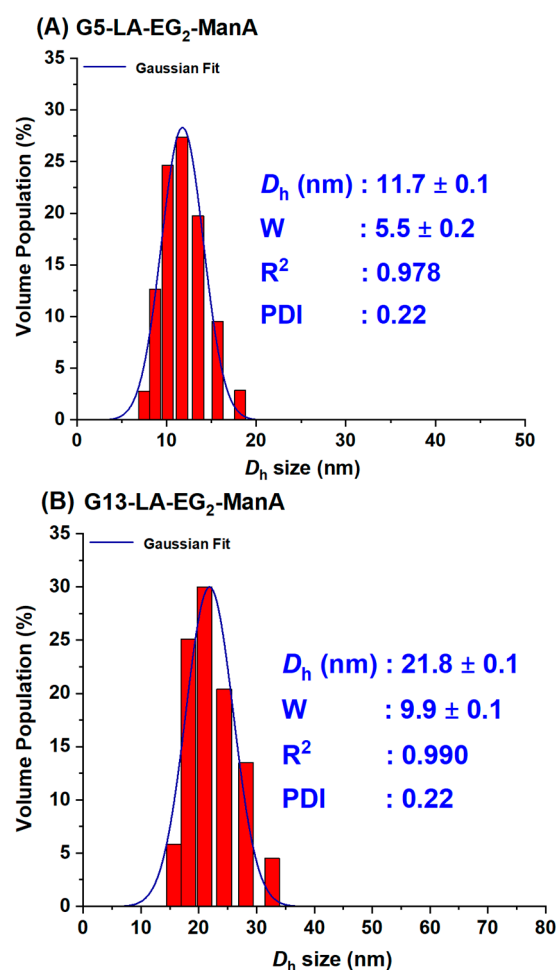 (A) G5-LA-EG₂-ManA
35
Gaussian Fit
30
25
20
15
10
5
0
Volume Population (%)
Dₕ (nm) : 11.7 ± 0.1
W : 5.5 ± 0.2
R² : 0.978
PDI : 0.22
0 10 20 30 40 50
Dₕ size (nm)
(B) G13-LA-EG₂-ManA
35
Gaussian Fit
30
25
20
15
10
5
0
Volume Population (%)
Dₕ (nm) : 21.8 ± 0.1
W : 9.9 ± 0.1
R² : 0.990
PDI : 0.22
0 10 20 30 40 50 60 70 80
Dₕ size (nm)